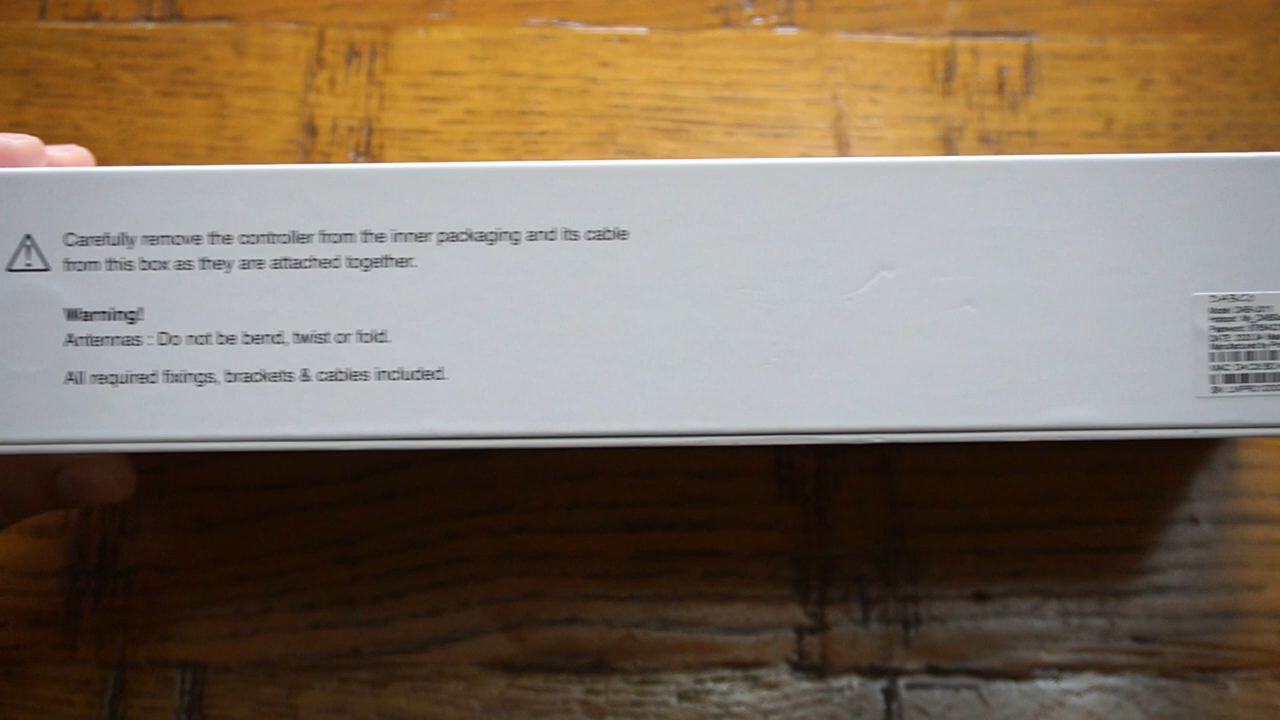 Carefully remove the controller from the inner packaging and its cable
from this box as they are attached together.
Warning!
Antennas : Do not be bend, twist or fold.
All required fixings, brackets & cables included.